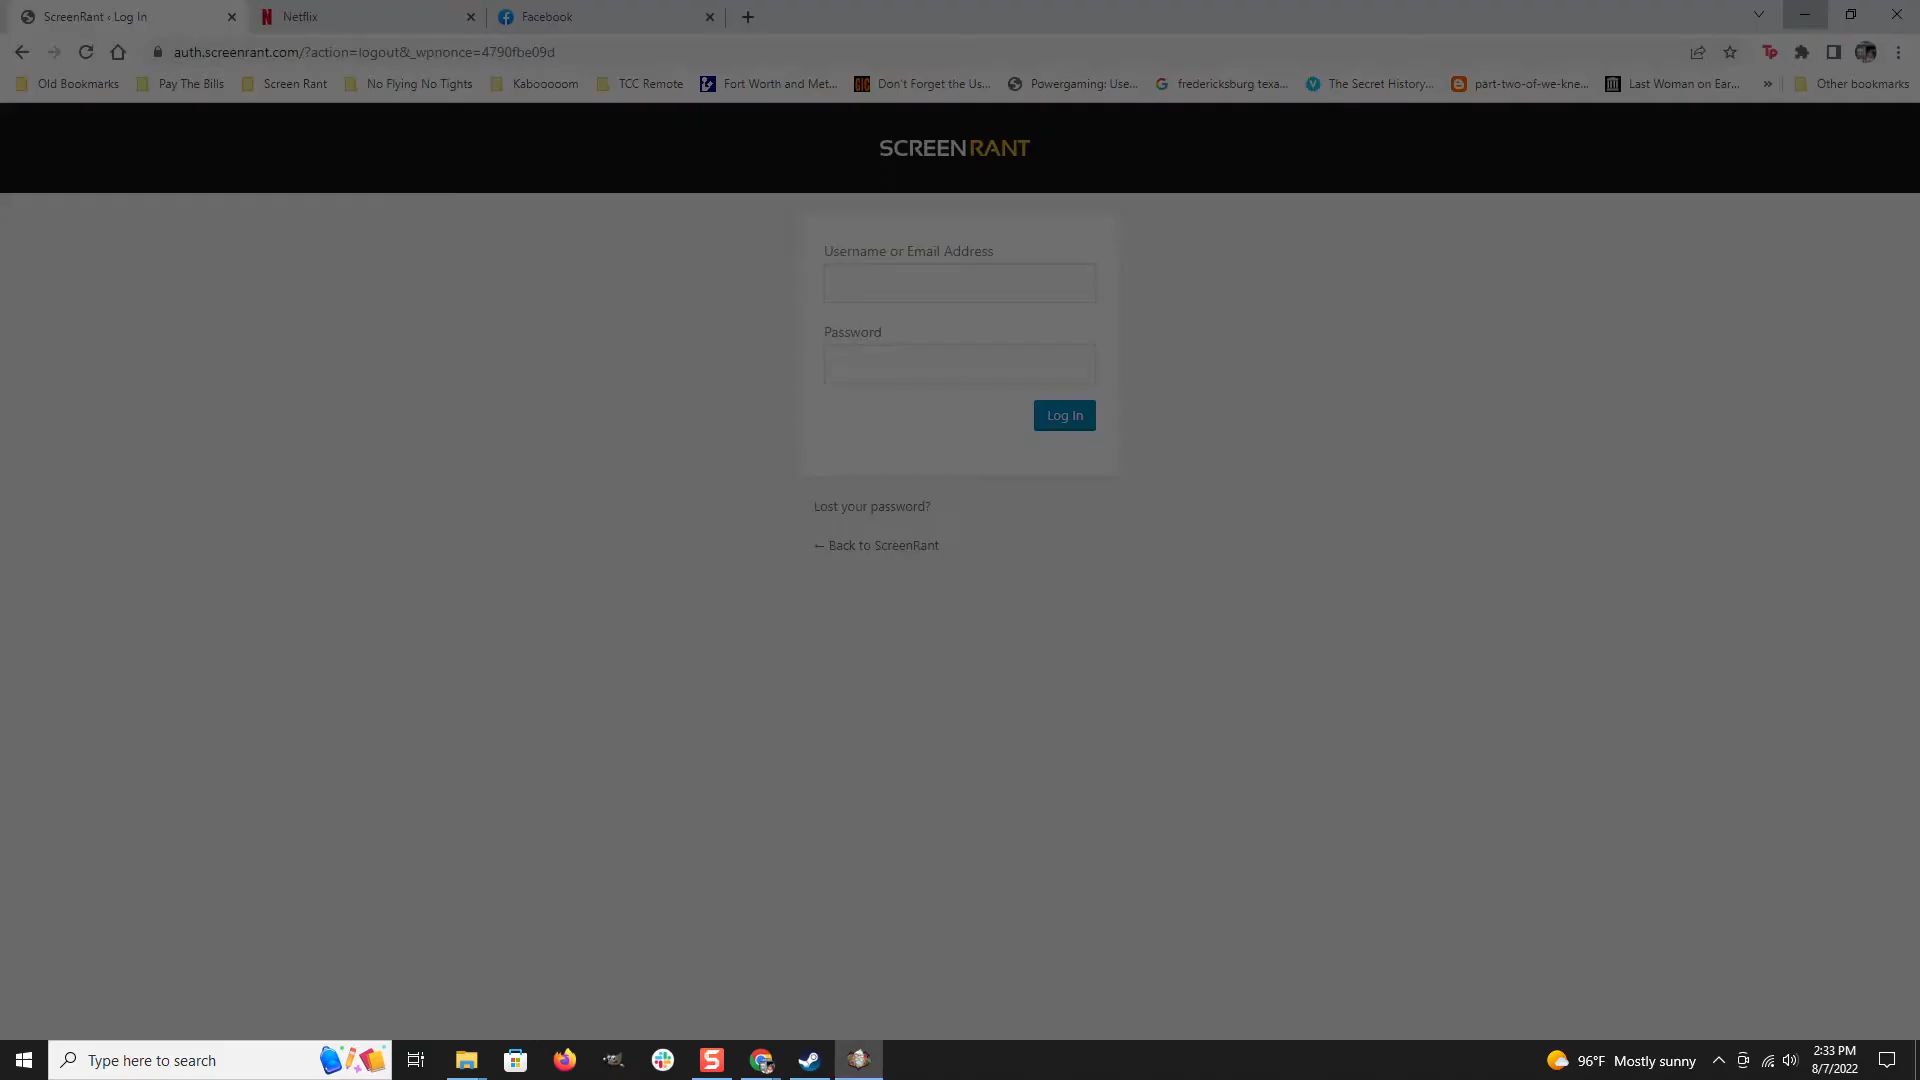 ScreenRant ‹ Log In
Netflix
Facebook
auth.screenrant.com/?action=logout&_wpnonce=4790fbe09d
Old Bookmarks
Pay The Bills
Screen Rant
No Flying No Tights
Kabooooom
TCC Remote
Fort Worth and Met...
Don't Forget the Us...
Powergaming: Use...
fredericksburg texa...
The Secret History...
part-two-of-we-kne...
Last Woman on Ear...
»
Other bookmarks
SCREENRANT
Username or Email Address
Password
Log In
Lost your password?
← Back to ScreenRant
Type here to search
96°F Mostly sunny
2:33 PM
8/7/2022